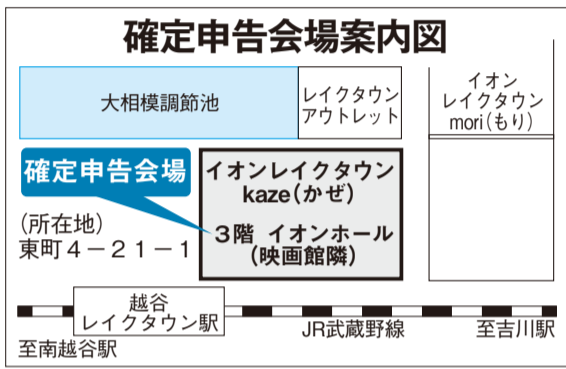 確定申告会場案内図
大相模調節池
レイクタウン
アウトレット
イオン
レイクタウン
mori(もり)
確定申告会場
(所在地)
東町4－21－1
イオンレイクタウン
kaze(かぜ)
3階 イオンホール
(映画館隣)
越谷
レイクタウン駅
至南越谷駅
JR武蔵野線
至吉川駅